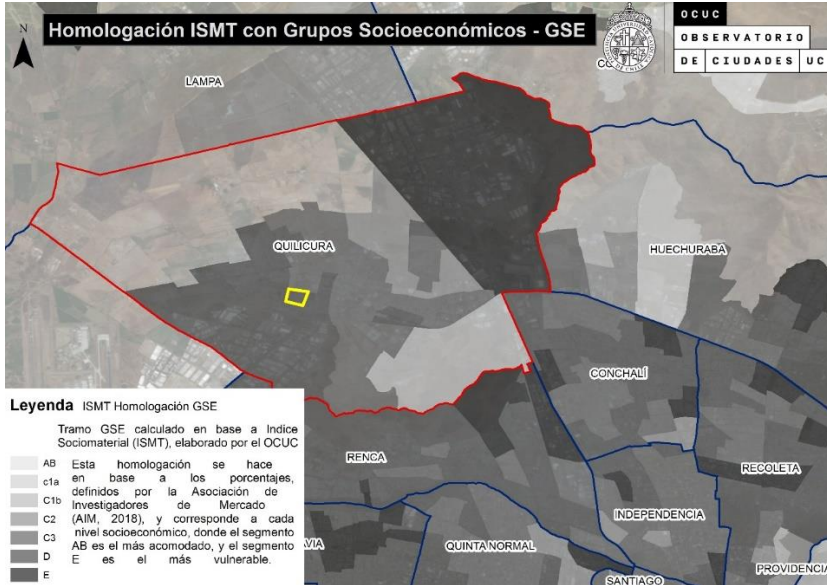 Homologación ISMT con Grupos Socioeconómicos - GSE
OCUC
OBSERVATORIO
DE CIUDADES UC
N
LAMPA
CO
QUILICURA
HUECHURABA
CONCHALÍ
RENCA
RECOLETA
INDEPENDENCIA
AVIA
QUINTA NORMAL
PROVIDENCIA
SANTIAGO
Leyenda ISMT Homologación GSE
Tramo GSE calculado en base a Indice
Sociomaterial (ISMT), elaborado por el OCUC
AB
c1a
C1b
C2
C3
D
E
Esta homologación se hace
en base a los porcentajes,
definidos por la Asociación de
Investigadores de Mercado
(AIM, 2018), y corresponde a cada
nivel socioeconómico, donde el segmento
AB es el más acomodado, y el segmento
E es el más vulnerable.